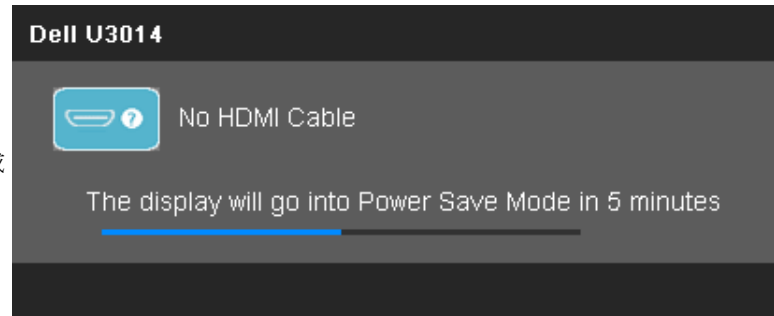 Dell U3014
No HDMI Cable
The display will go into Power Save Mode in 5 minutes